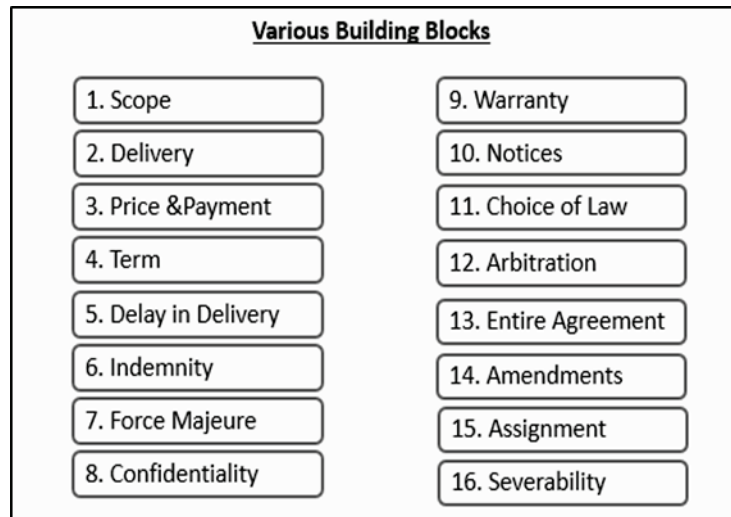 Various Building Blocks
1. Scope
2. Delivery
3. Price &Payment
4. Term
5. Delay in Delivery
6. Indemnity
7. Force Majeure
8. Confidentiality
9. Warranty
10. Notices
11. Choice of Law
12. Arbitration
13. Entire Agreement
14. Amendments
15. Assignment
16. Severability